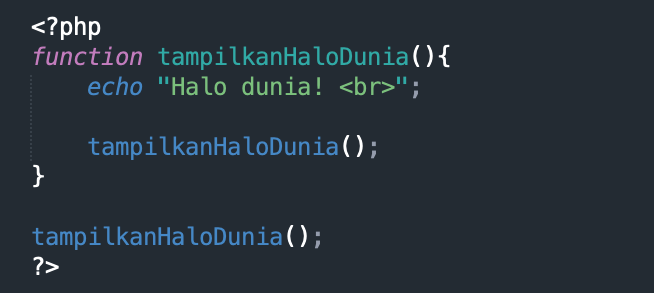 <?php
function tampilkanHaloDunia(){
    echo "Halo dunia! <br>";

    tampilkanHaloDunia();
}

tampilkanHaloDunia();
?>